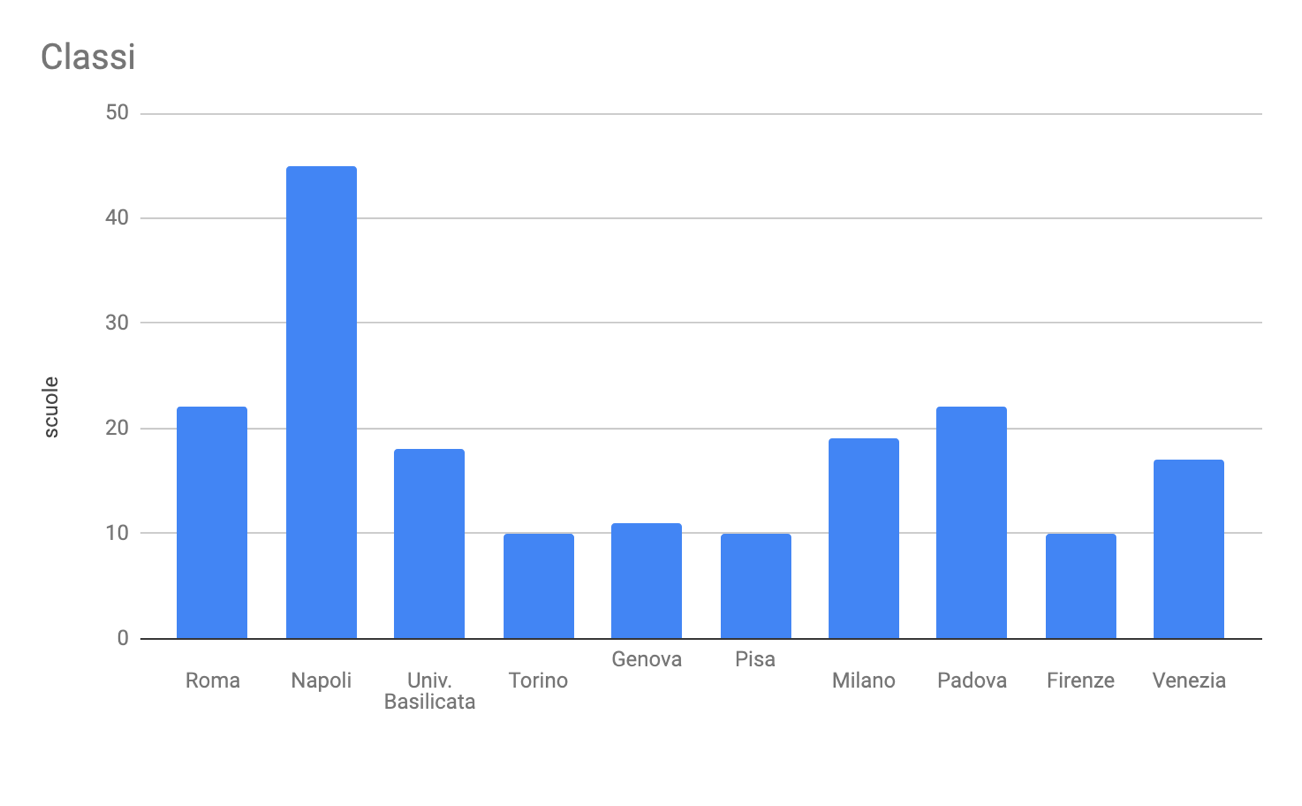 Classi
50
40
30
20
10
0
scuole
Genova Pisa
Roma Napoli Univ. Torino Milano Padova Firenze Venezia
Basilicata